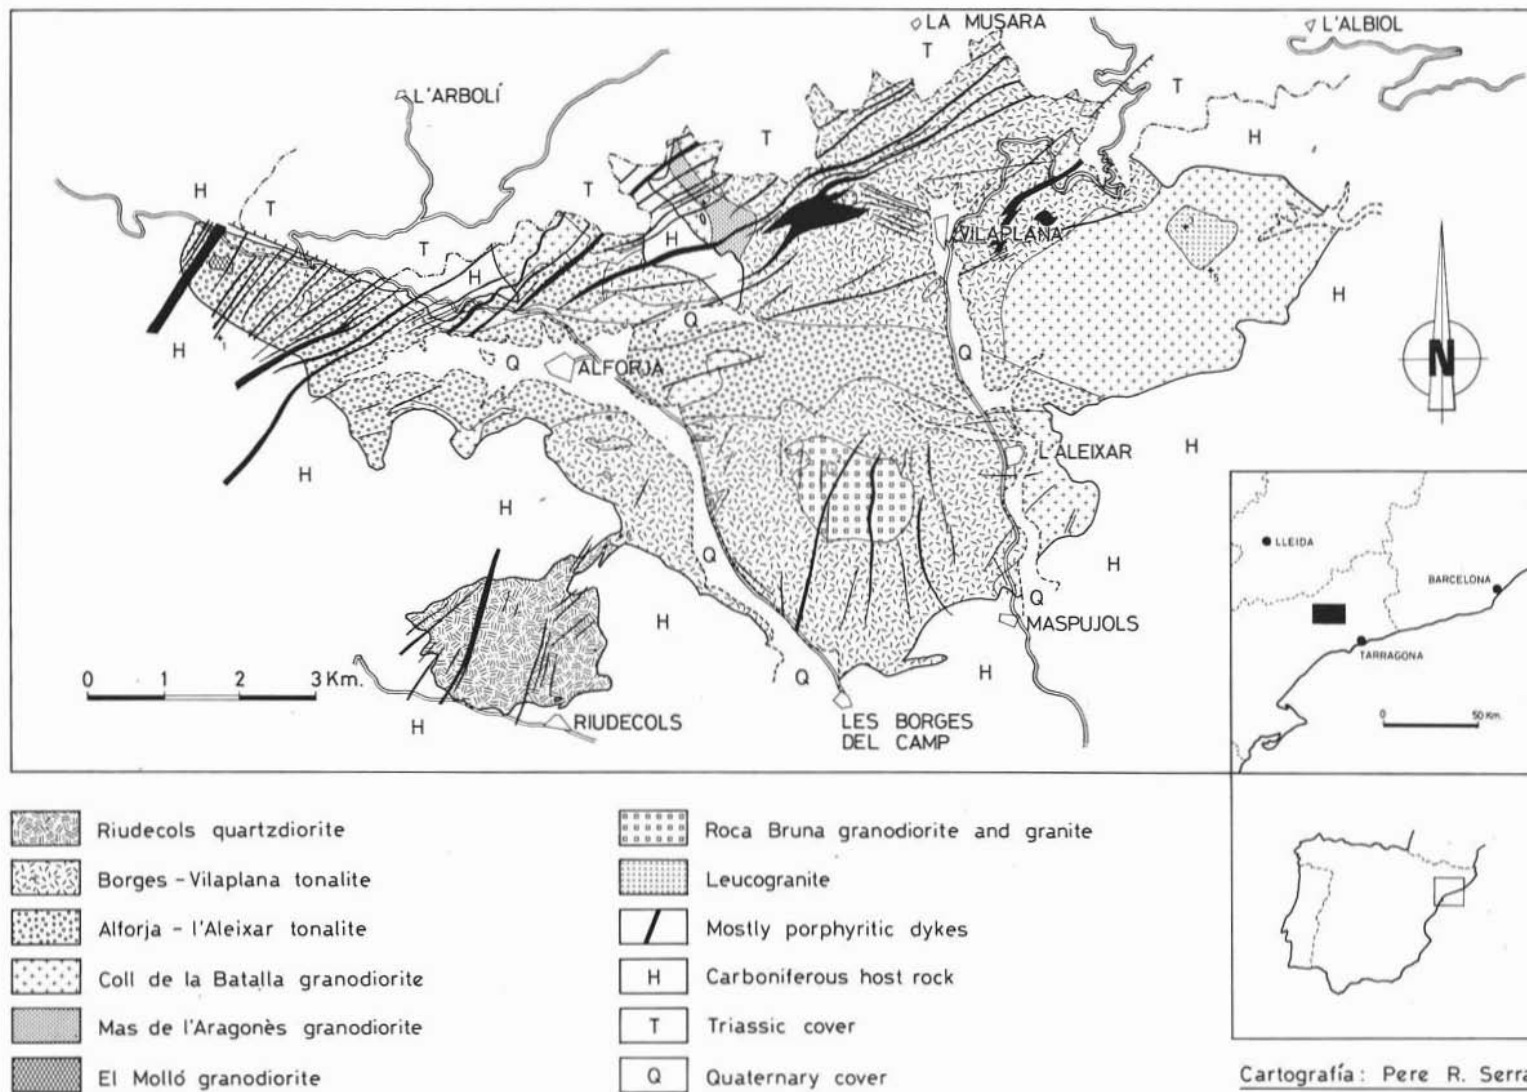 LA MUSARA
L'ALBIOL
T
T
L'ARBOLÍ
H
T
H
H
T
T
T
H
H
VILAPLANA
H
H
Q
Q
Q
ALFORJA
N
H
H
L'ALEIXAR
H
Q
H
H
Q
MASPUJOLS
H
Q
H
0 1 2 3 Km.
H
RIUDECOLS
LES BORGES
DEL CAMP
LLEIDA
BARCELONA
TARRAGONA
0 50 Km.
Riudecols quartzdiorite
Borges - Vilaplana tonalite
Alforja - l'Aleixar tonalite
Coll de la Batalla granodiorite
Mas de l'Aragonès granodiorite
El Molló granodiorite
Roca Bruna granodiorite and granite
Leucogranite
Mostly porphyritic dykes
H Carboniferous host rock
T Triassic cover
Q Quaternary cover
Cartografía: Pere R. Serra